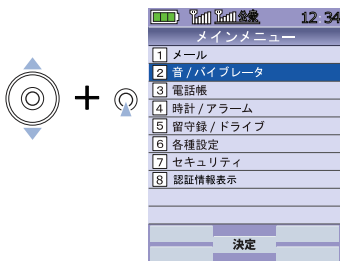 12:34
メインメニュー
1 メール
2 音/バイブレータ
3 電話帳
4 時計/アラーム
5 留守録/ドライブ
6 各種設定
7 セキュリティ
8 認証情報表示
決定